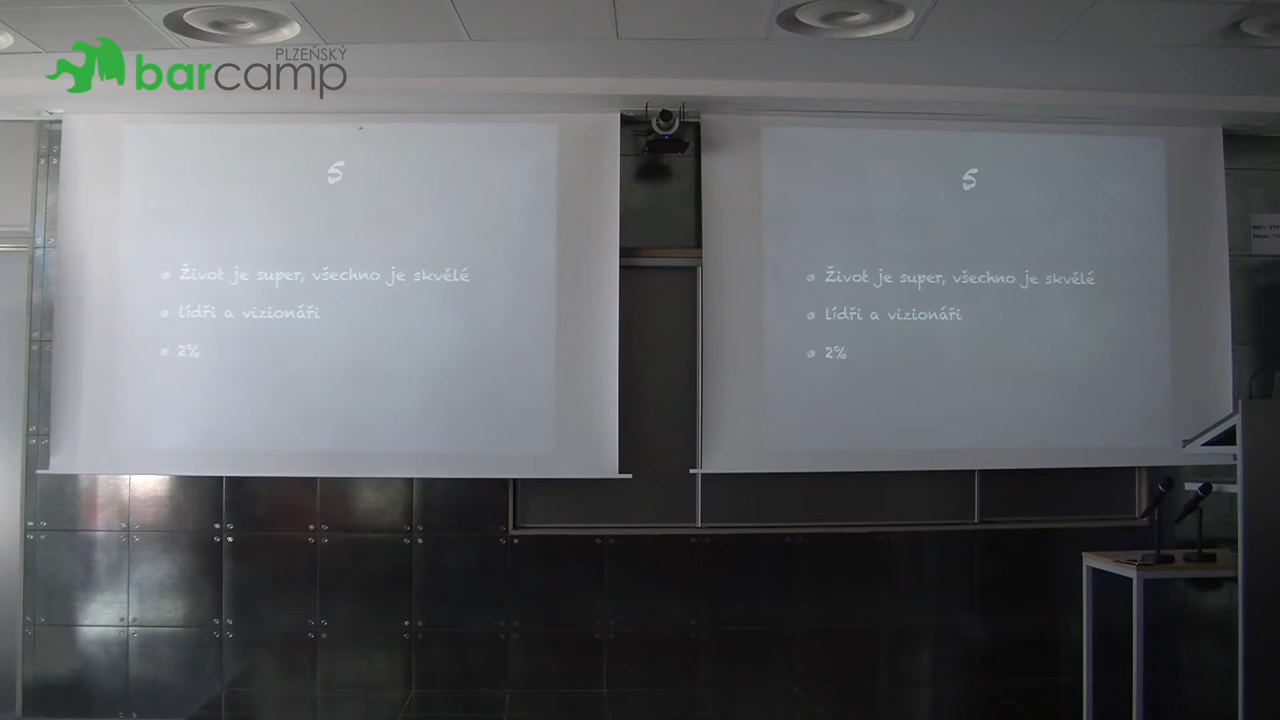 PLZEŇSKÝ
barcamp
5
Život je super, všechno je skvělé
lídři a vizionáři
2%
5
Život je super, všechno je skvělé
lídři a vizionáři
2%